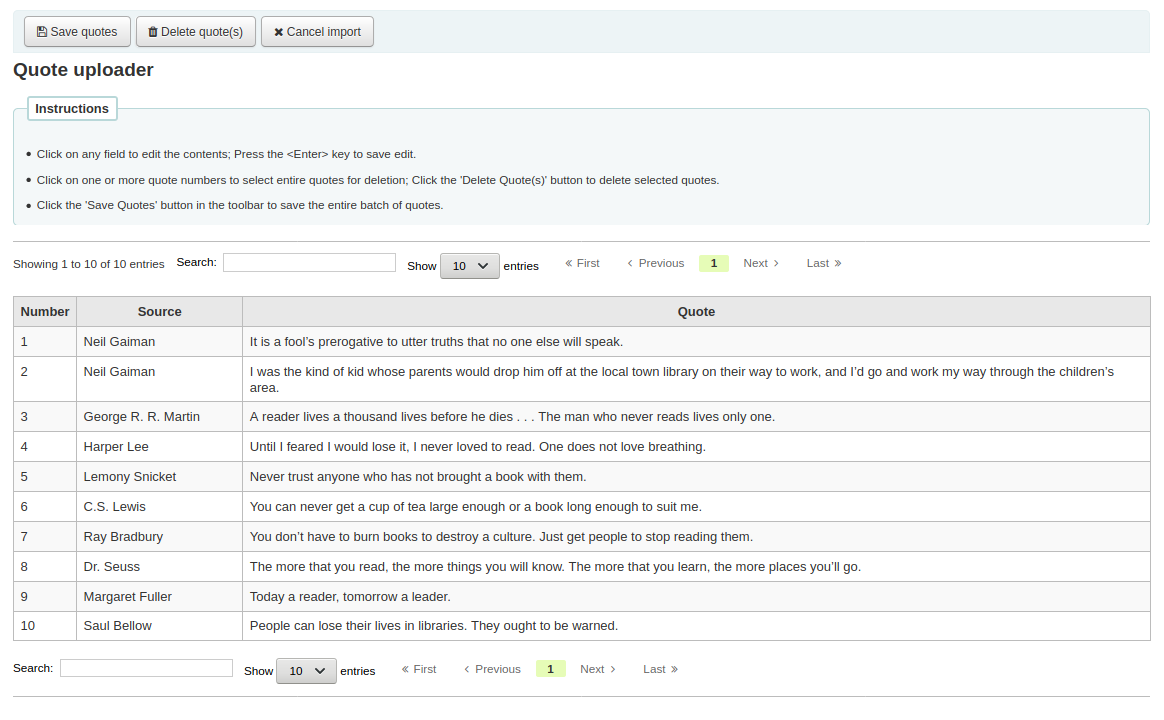 Save quotes Delete quote(s) Cancel import
Quote uploader
Instructions
Click on any field to edit the contents; Press the <Enter> key to save edit.
Click on one or more quote numbers to select entire quotes for deletion; Click the 'Delete Quote(s)' button to delete selected quotes.
Click the 'Save Quotes' button in the toolbar to save the entire batch of quotes.
Showing 1 to 10 of 10 entries Search: Show 10 entries « First ‹ Previous 1 Next › Last »
Number Source Quote
1 Neil Gaiman It is a fool’s prerogative to utter truths that no one else will speak.
2 Neil Gaiman I was the kind of kid whose parents would drop him off at the local town library on their way to work, and I’d go and work my way through the children’s
area.
3 George R. R. Martin A reader lives a thousand lives before he dies . . . The man who never reads lives only one.
4 Harper Lee Until I feared I would lose it, I never loved to read. One does not love breathing.
5 Lemony Snicket Never trust anyone who has not brought a book with them.
6 C.S. Lewis You can never get a cup of tea large enough or a book long enough to suit me.
7 Ray Bradbury You don’t have to burn books to destroy a culture. Just get people to stop reading them.
8 Dr. Seuss The more that you read, the more things you will know. The more that you learn, the more places you’ll go.
9 Margaret Fuller Today a reader, tomorrow a leader.
10 Saul Bellow People can lose their lives in libraries. They ought to be warned.
Search: Show 10 entries « First ‹ Previous 1 Next › Last »